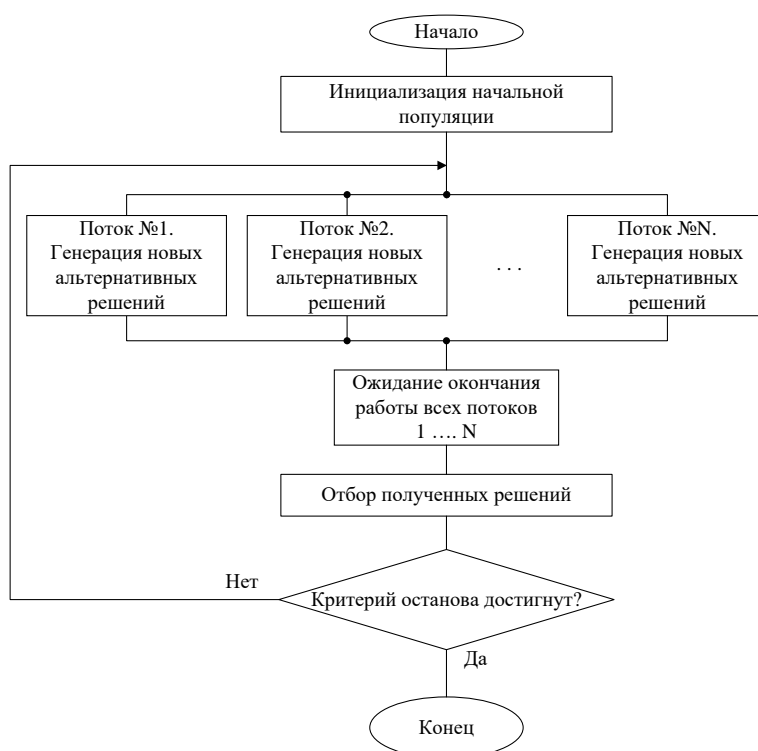 Начало
Инициализация начальной
популяции
Поток №1.
Генерация новых
альтернативных
решений
Поток №2.
Генерация новых
альтернативных
решений
. . .
Поток №N.
Генерация новых
альтернативных
решений
Ожидание окончания
работы всех потоков
1 …. N
Отбор полученных решений
Нет
Критерий останова достигнут?
Да
Конец